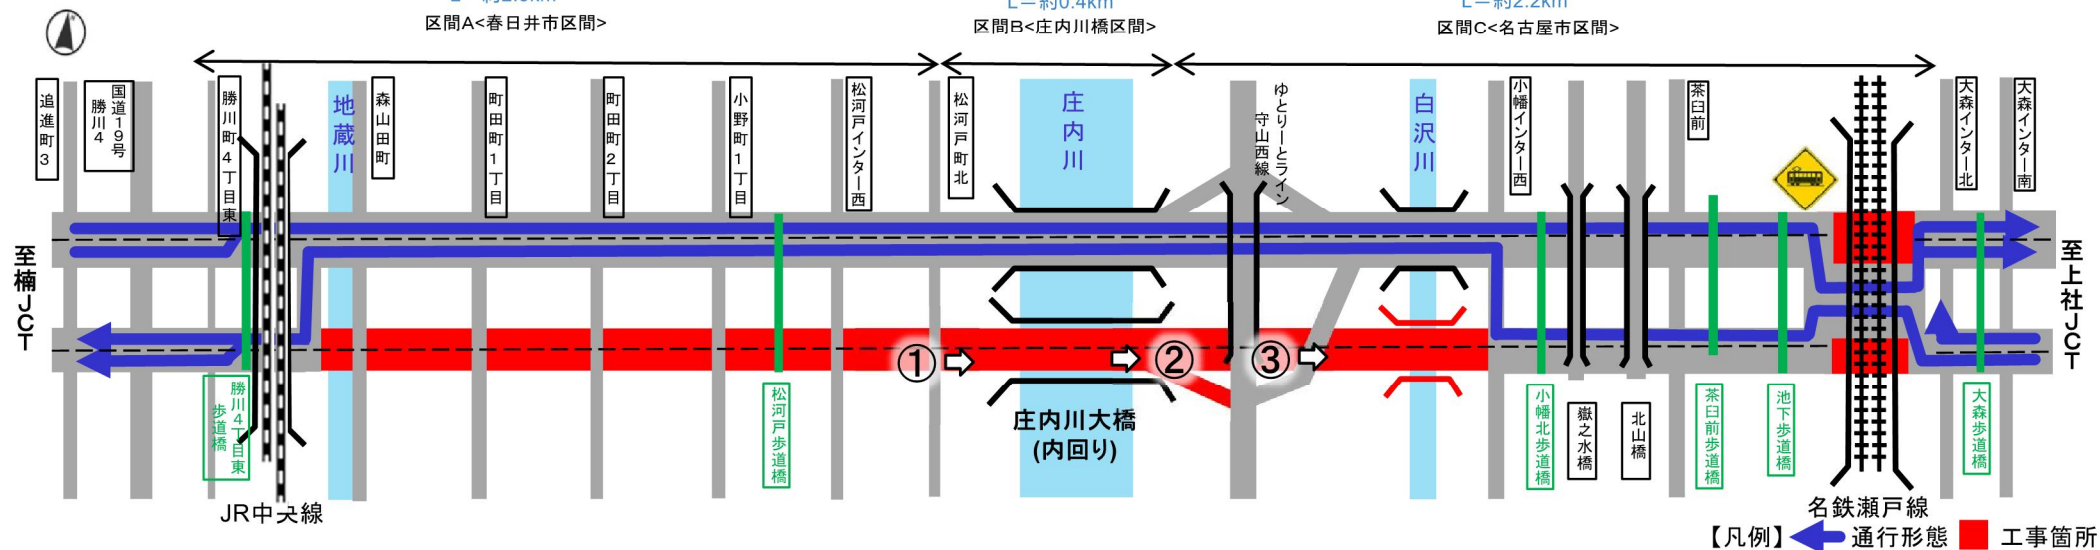 L=約0.4km
L=約2.2km
区間A<春日井市区間>
区間B<庄内川橋区間>
区間C<名古屋市区間>
追進町3
国道19号
勝川4
勝川町4丁目東
地蔵川
森山田町
町田町1丁目
町田町2丁目
小野町1丁目
松河戸インター西
松河戸町北
庄内川
ゆとりーとライン
守山西線
白沢川
小幡インター西
茶臼前
大森インター北
大森インター南
至楠JCT
至上社JCT
①
②
③
勝川4丁目東
歩道橋
松河戸歩道橋
庄内川大橋
(内回り)
小幡北歩道橋
嶽之水橋
北山橋
茶臼前歩道橋
池下歩道橋
大森歩道橋
JR中央線
名鉄瀬戸線
【凡例】 通行形態 工事箇所